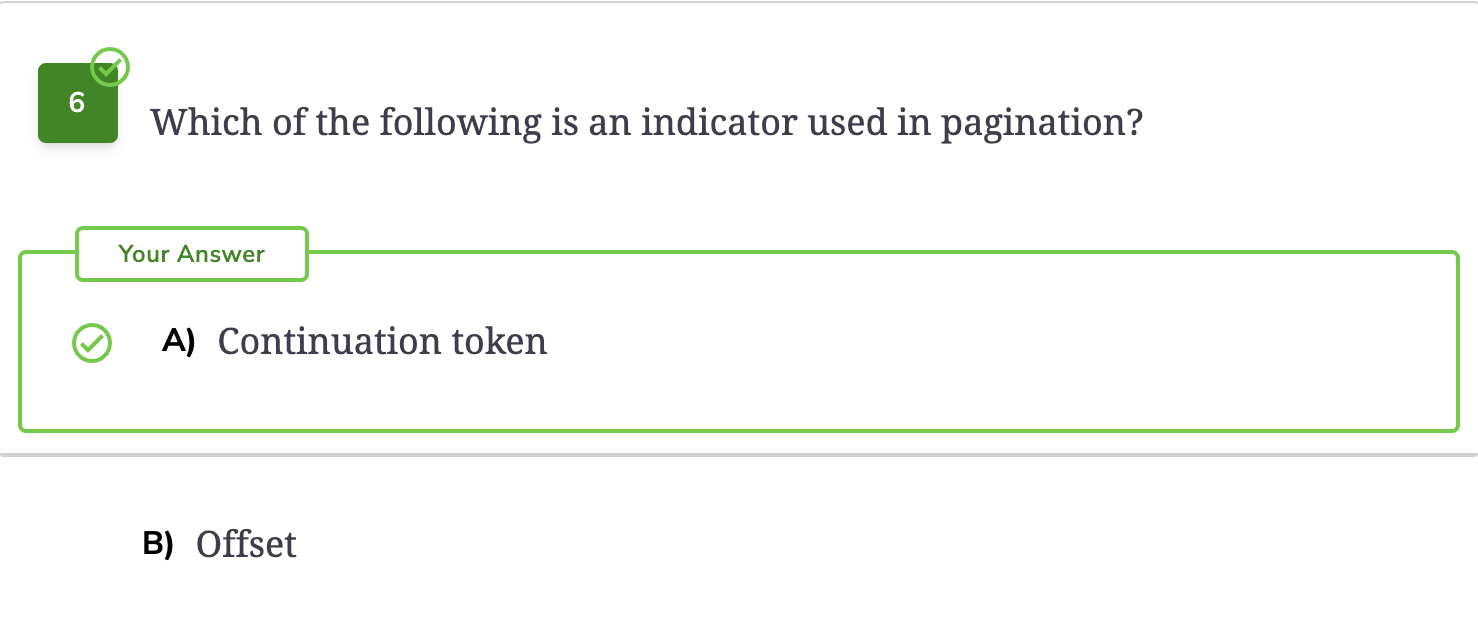 6
Which of the following is an indicator used in pagination?
Your Answer
A) Continuation token
B) Offset